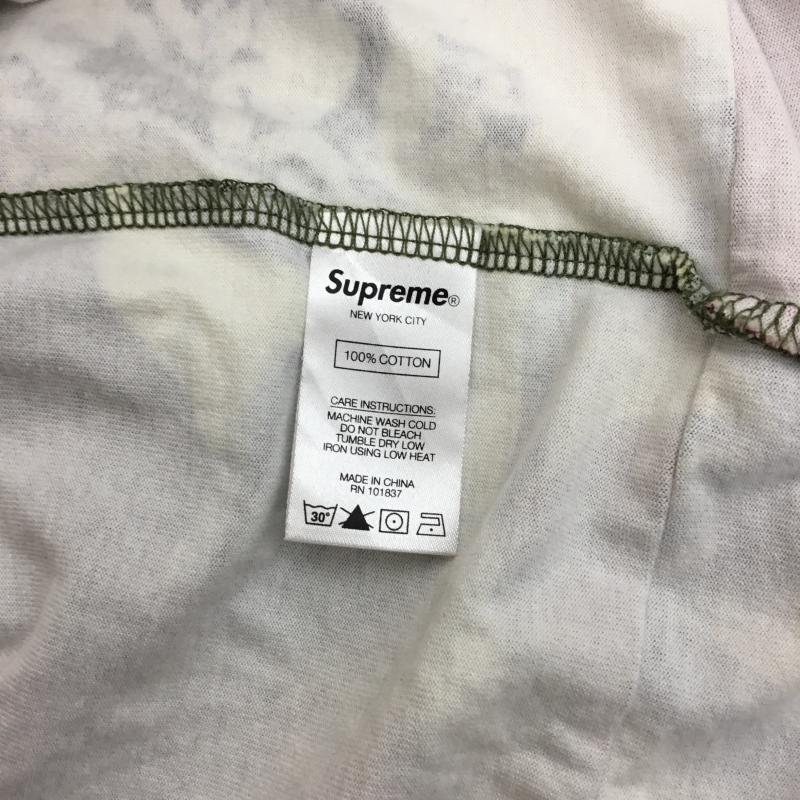 Supreme®
NEW YORK CITY
100% COTTON
CARE INSTRUCTIONS:
MACHINE WASH COLD
DO NOT BLEACH
TUMBLE DRY LOW
IRON USING LOW HEAT
MADE IN CHINA
RN 101837
30°